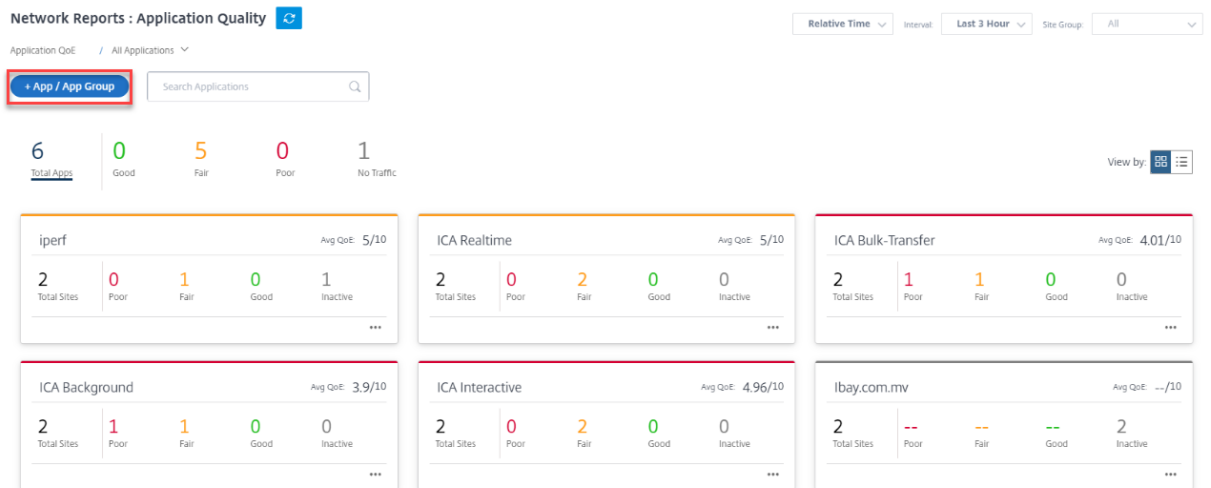 Network Reports : Application Quality
Relative Time Interval: Last 3 Hour Site Group: All
Application QoE / All Applications
+ App / App Group Search Applications
6 0 5 0 1
Total Apps Good Fair Poor No Traffic
View by:
iperf Avg QoE: 5/10
2 0 1 0 1
Total Sites Poor Fair Good Inactive
ICA Realtime Avg QoE: 5/10
2 0 2 0 0
Total Sites Poor Fair Good Inactive
ICA Bulk-Transfer Avg QoE: 4.01/10
2 1 1 0 0
Total Sites Poor Fair Good Inactive
ICA Background Avg QoE: 3.9/10
2 1 1 0 0
Total Sites Poor Fair Good Inactive
ICA Interactive Avg QoE: 4.96/10
2 0 2 0 0
Total Sites Poor Fair Good Inactive
Ibay.com.mv Avg QoE: --/10
2 -- -- -- 2
Total Sites Poor Fair Good Inactive